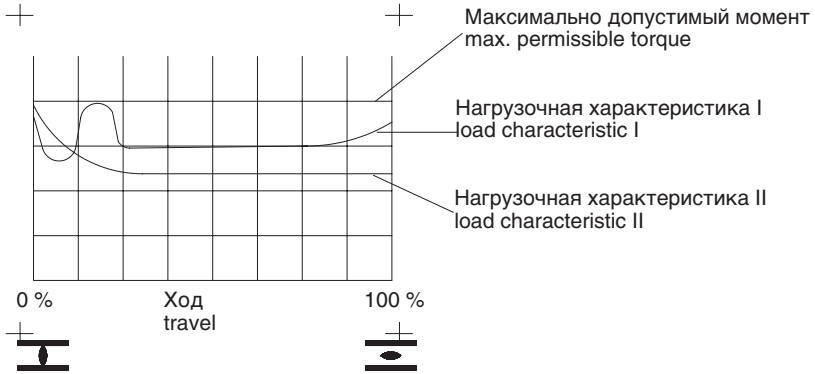 Максимально допустимый момент
max. permissible torque
Нагрузочная характеристика I
load characteristic I
Нагрузочная характеристика II
load characteristic II
0 %
Ход
100 %
travel